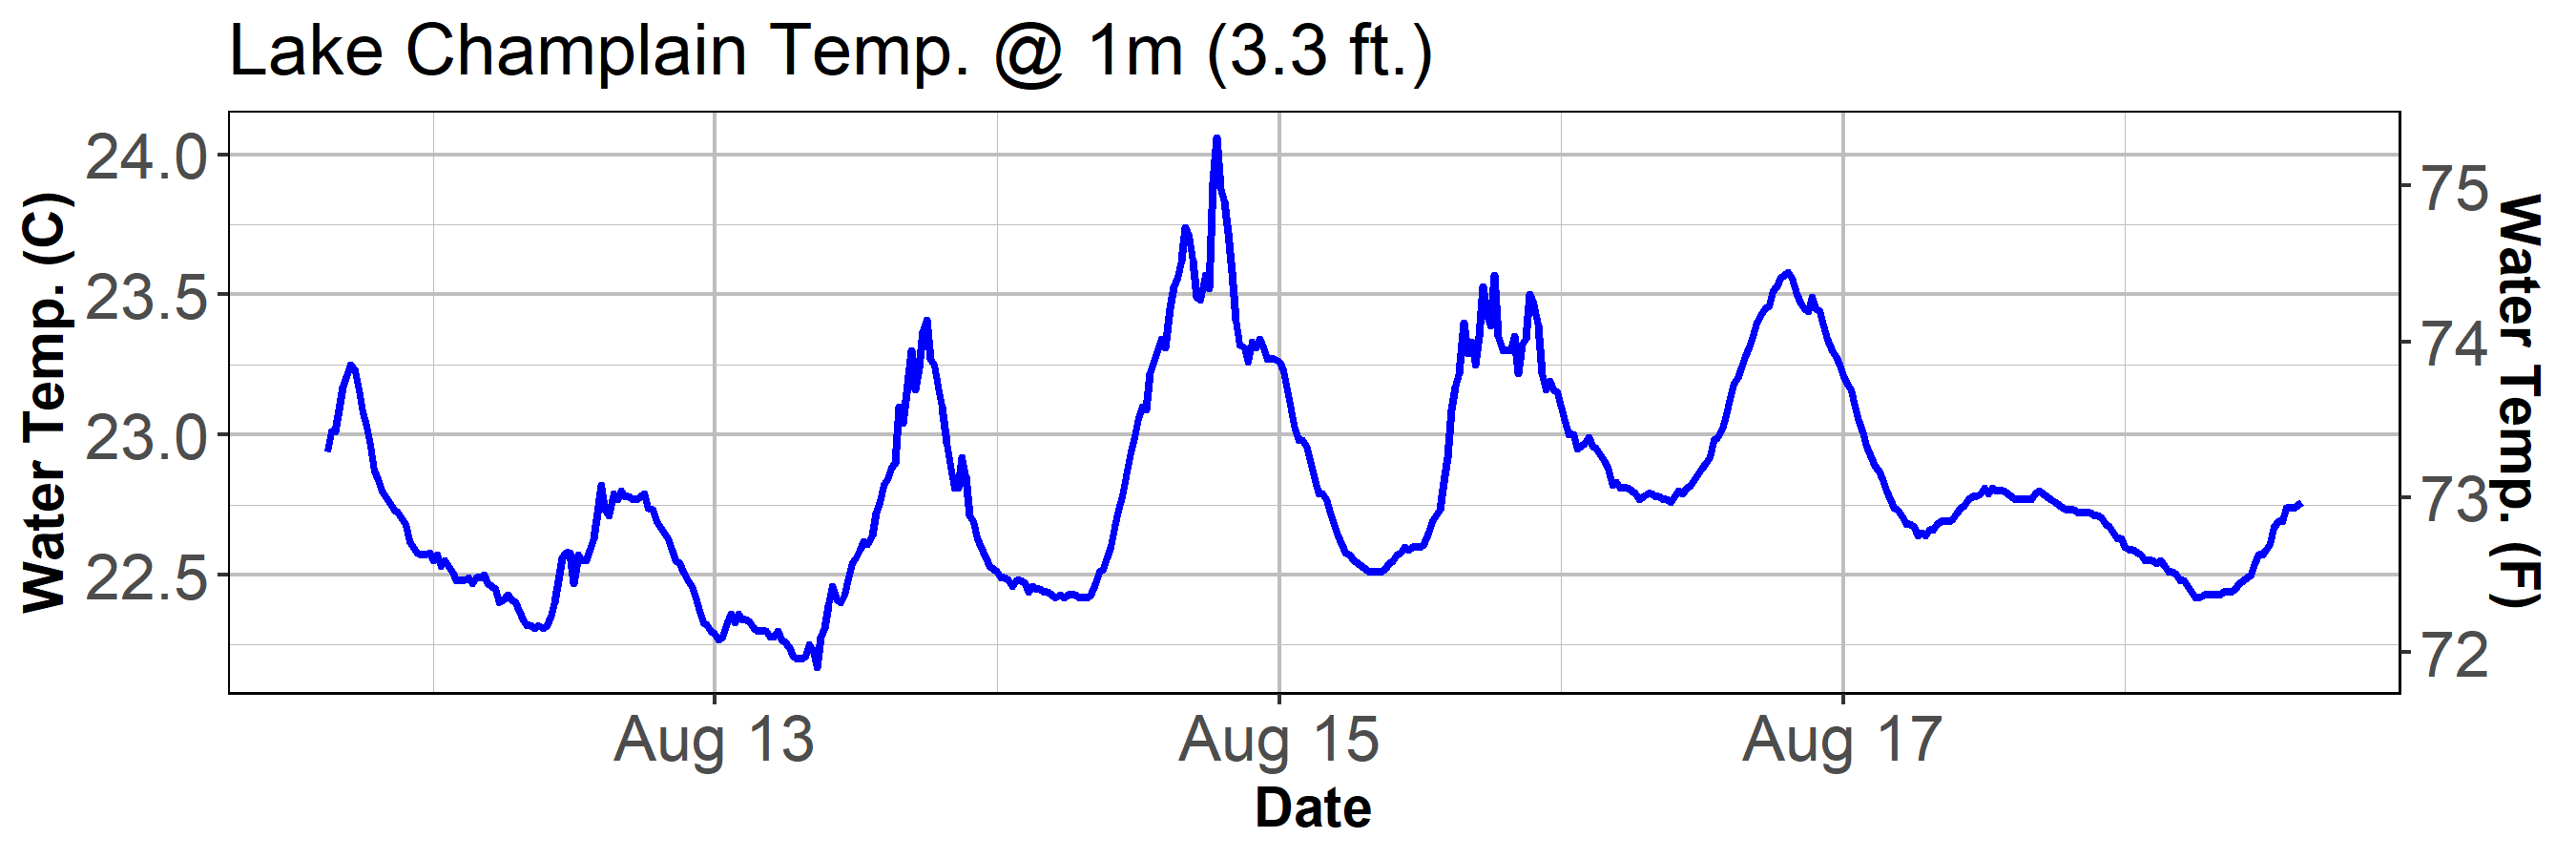 Lake Champlain Temp. @ 1m (3.3 ft.)
Water Temp. (C)
24.0
23.5
23.0
22.5
75
74
73
72
Water Temp. (F)
Aug 13
Aug 15
Aug 17
Date